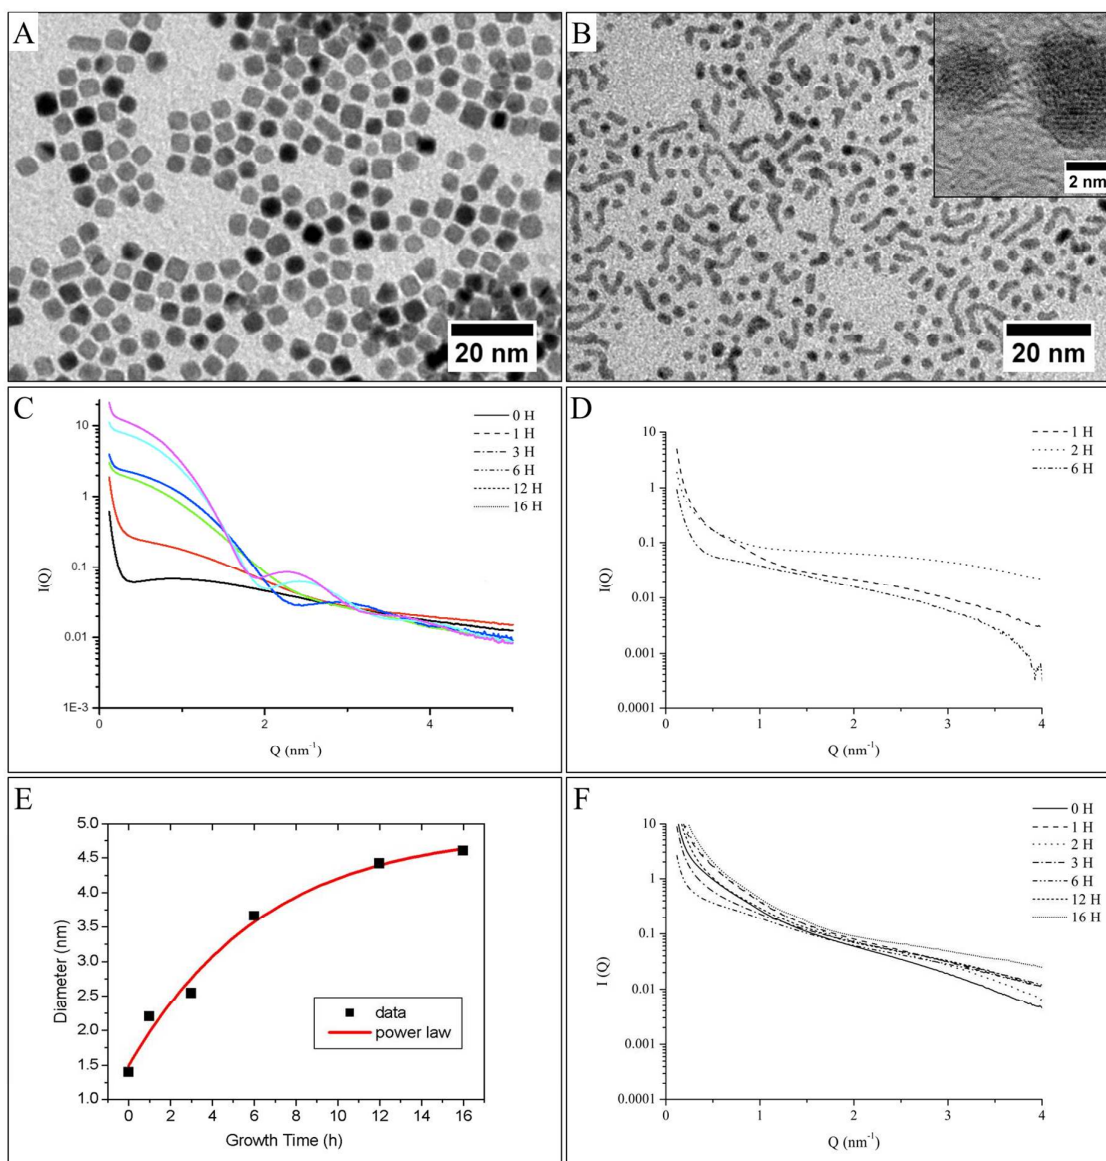 A
20 nm
B
2 nm
20 nm
C
10
1
0.1
0.01
1E-3
0
2
4
I(Q)
Q (nm⁻¹)
0 H
1 H
3 H
6 H
12 H
16 H
D
10
1
0.1
0.01
0.001
0.0001
0
1
2
3
4
I(Q)
Q (nm⁻¹)
1 H
2 H
6 H
E
5.0
4.5
4.0
3.5
3.0
2.5
2.0
1.5
1.0
0
2
4
6
8
10
12
14
16
Diameter (nm)
Growth Time (h)
data
power law
F
10
1
0.1
0.01
0.001
0.0001
0
1
2
3
4
I (Q)
Q (nm⁻¹)
0 H
1 H
2 H
3 H
6 H
12 H
16 H